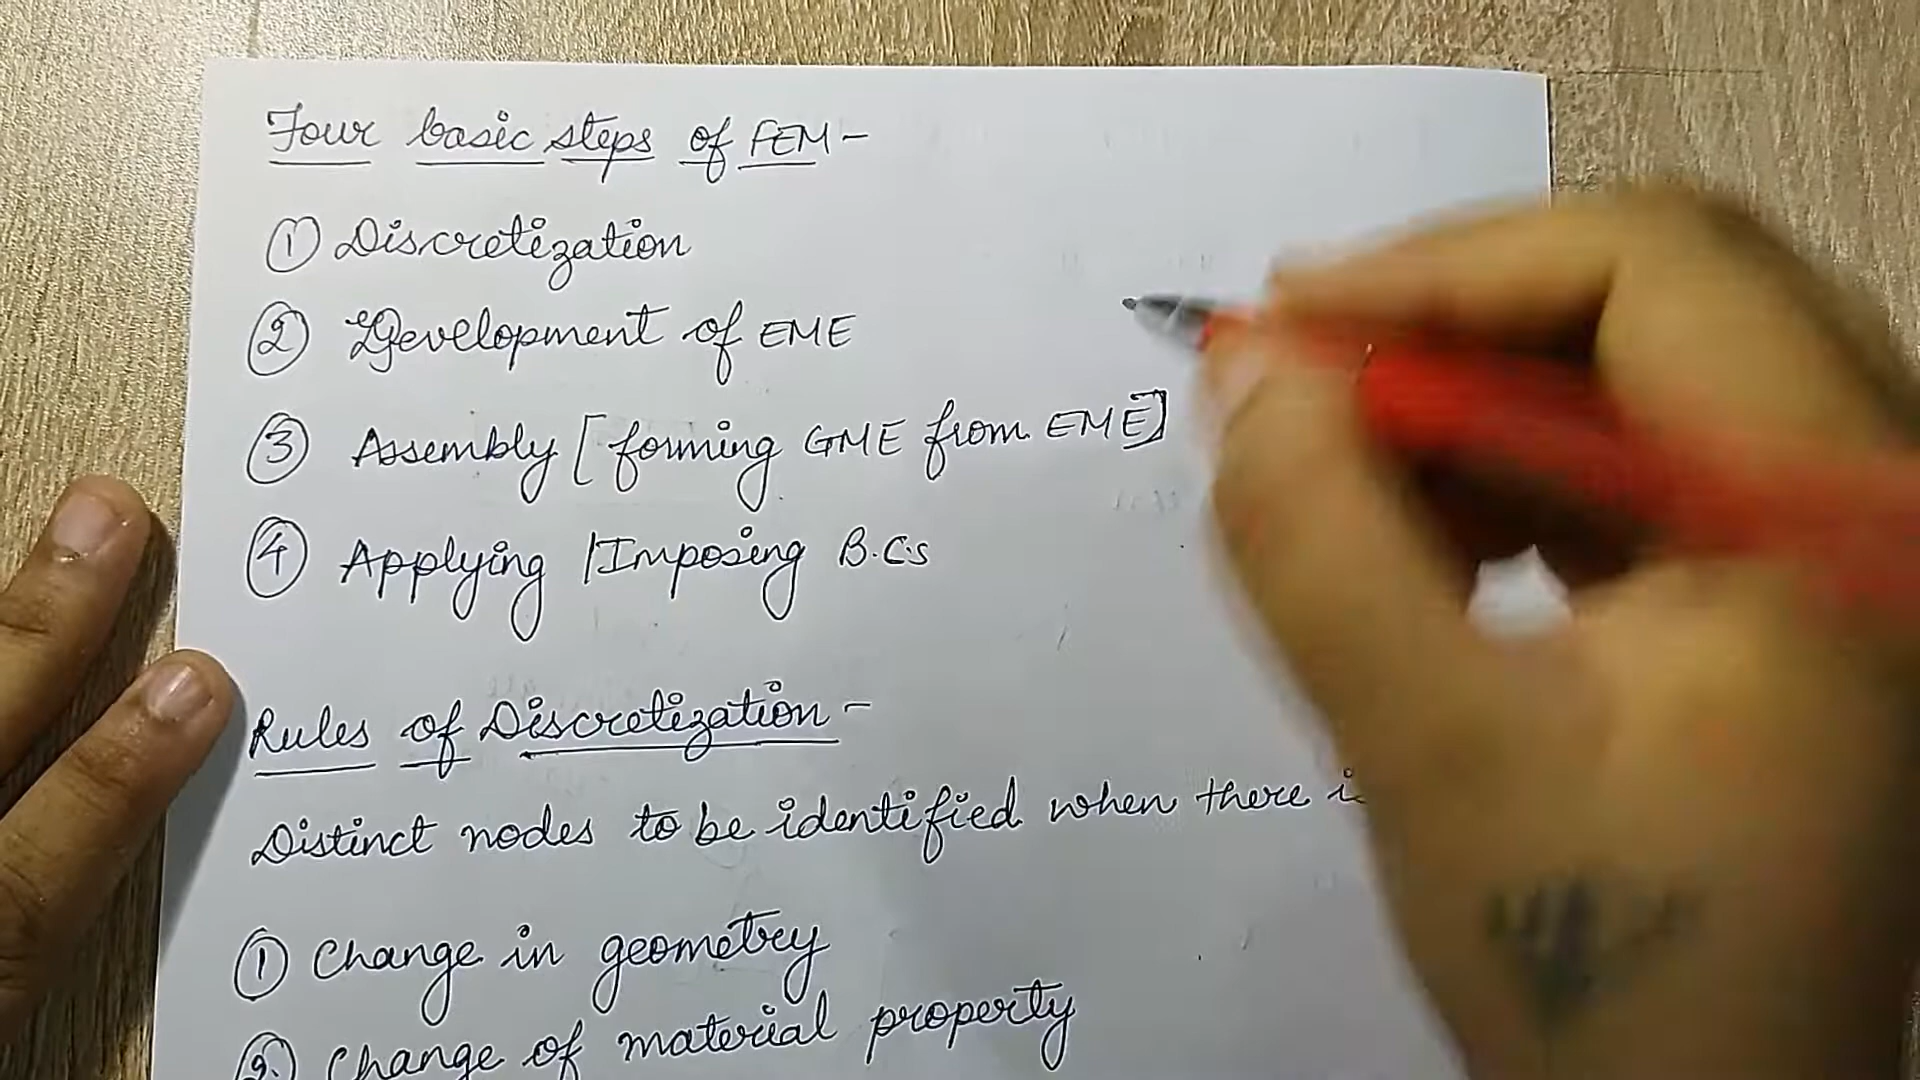 Four basic steps of FEM -
① Discretization
② Development of EME
③ Assembly [forming GME from EME]
④ Applying / Imposing B.Cs
Rules of Discretization -
Distinct nodes to be identified when there
① Change in geometry
②. Change of material property